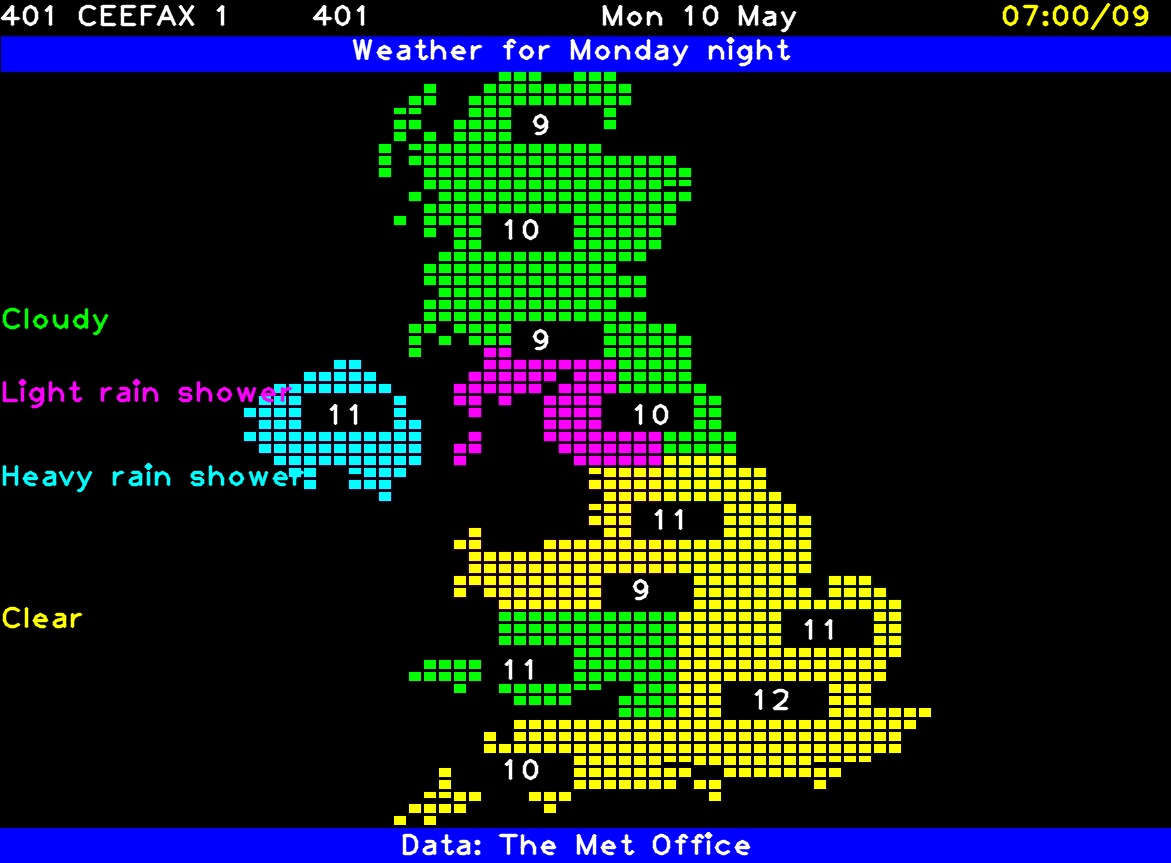 401 CEEFAX 1 401 Mon 10 May 07:00/09
Weather for Monday night
9
10
Cloudy
9
Light rain shower
11
10
Heavy rain shower
11
9
Clear
11
11
12
10
Data: The Met Office